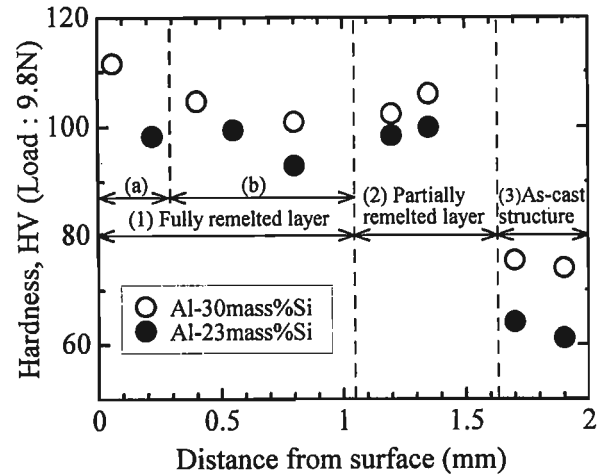 Hardness, HV (Load : 9.8N)
120
100
80
60
(a)
(b)
(1) Fully remelted layer
(2) Partially
remelted layer
(3)As-cast
structure
Al-30mass%Si
Al-23mass%Si
0
0.5
1
1.5
2
Distance from surface (mm)